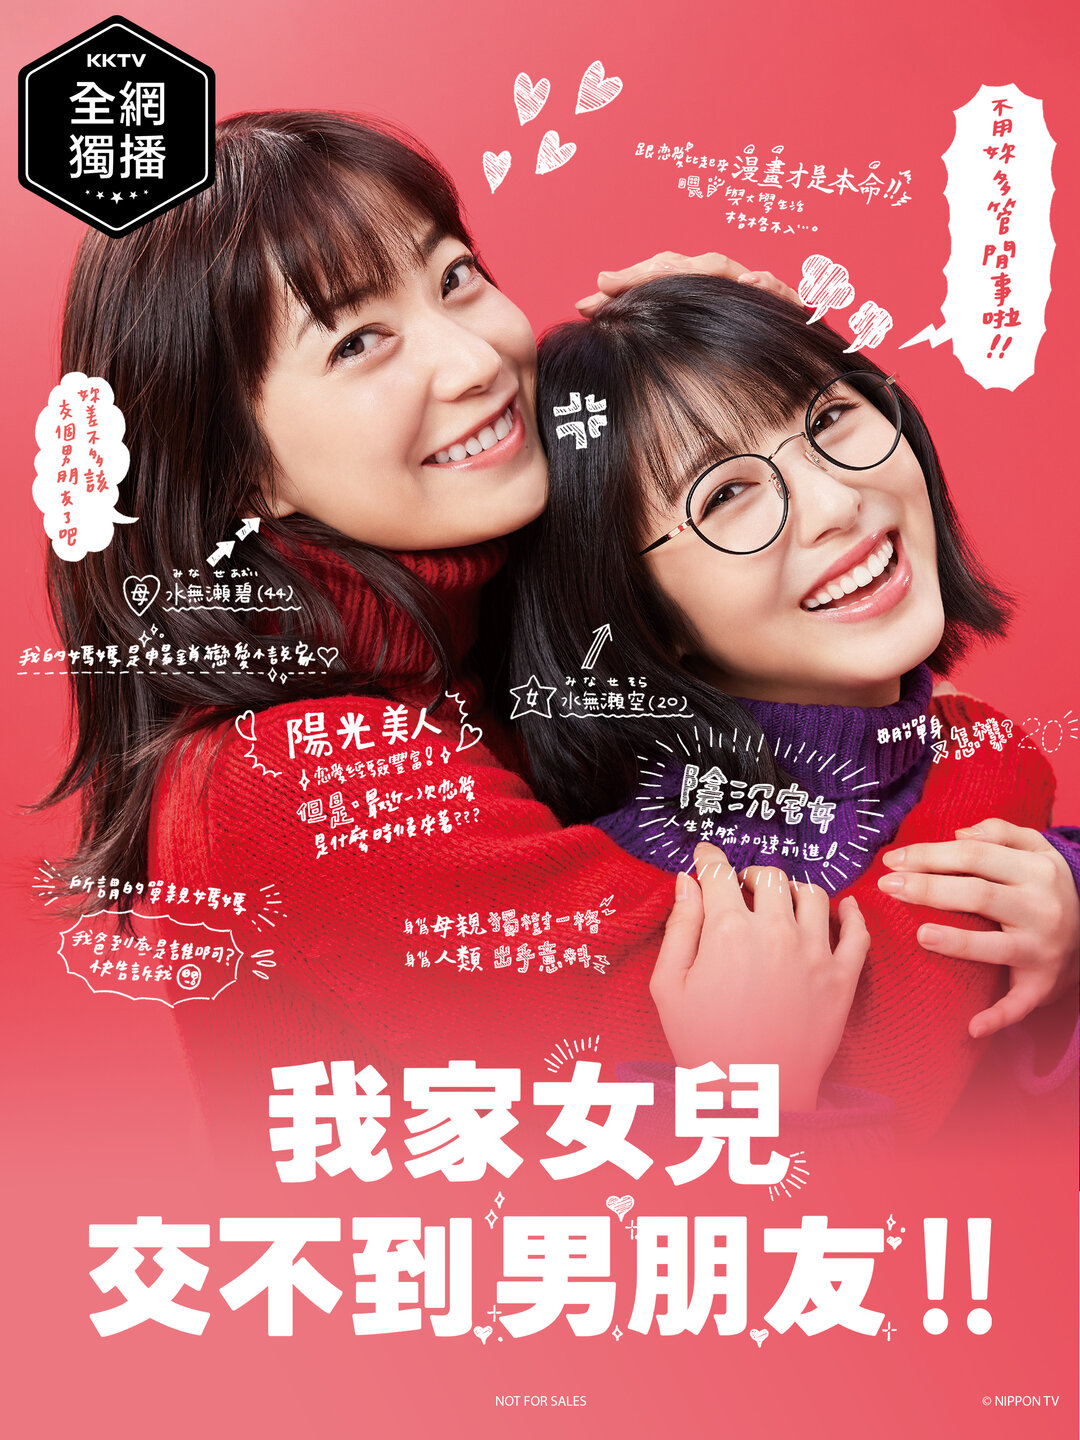 KKTV
全網
獨播
跟戀愛比起來漫畫才是本命!!
嘿
與大學生活
格格不入…。
不用妳多管閒事啦!!
妳差不多該
交個男朋友了吧
みなせあおい
母 水無瀨碧(44)
我的媽媽是暢銷戀愛小說家
みなせそら
女 水無瀨空(20)
陽光美人
戀愛經驗豐富!
但是。最近一次戀愛
是什麼時候來著???
母胎單身20又怎樣?
陰沉宅女
人生突然加速前進!
所謂的單親媽媽
我爸到底是誰啊?
快告訴我
身為母親 獨樹一格
身為人類 出乎意料
我家女兒
交不到男朋友!!
NOT FOR SALES
© NIPPON TV